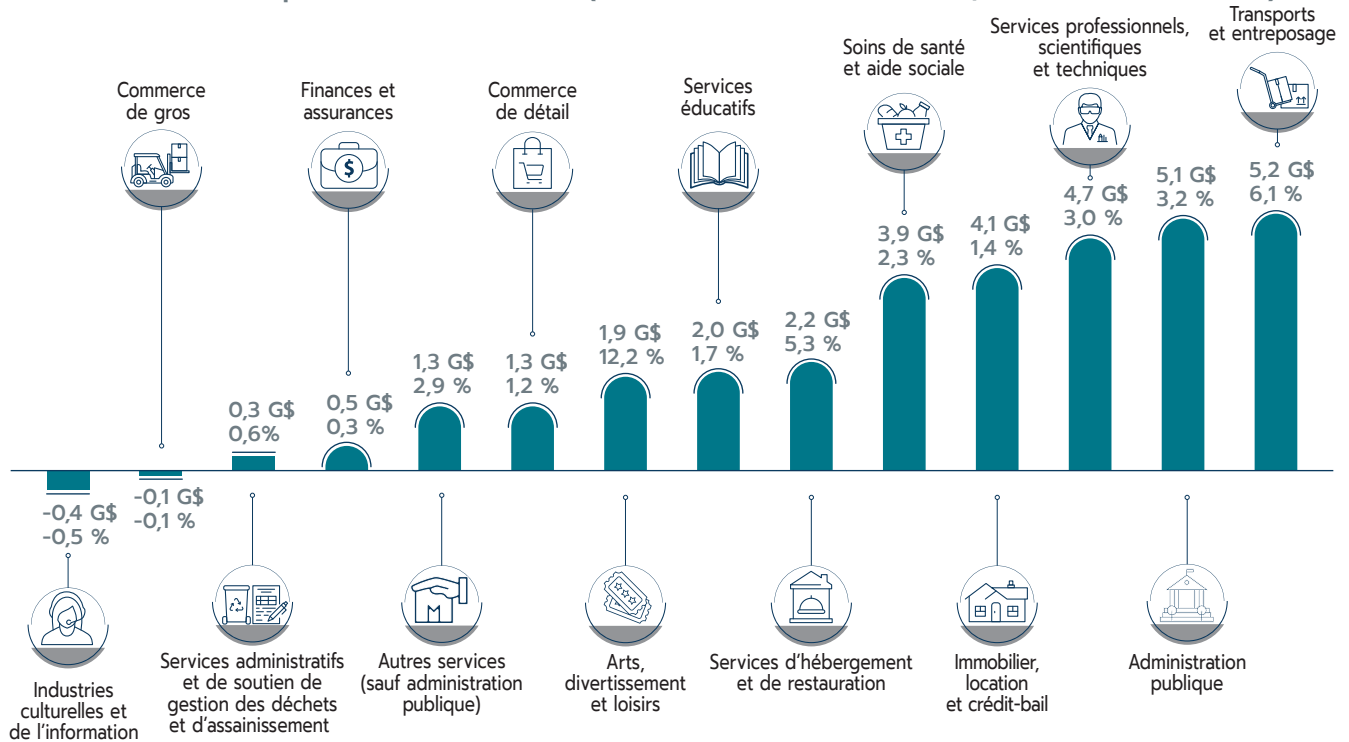 Transports
et entreposage
Services professionnels,
scientifiques
et techniques
Soins de santé
et aide sociale
Services
éducatifs
Commerce
de détail
Finances et
assurances
Commerce
de gros
$
-0,4 G$
-0,5 %
-0,1 G$
-0,1 %
0,3 G$
0,6%
0,5 G$
0,3 %
1,3 G$
2,9 %
1,3 G$
1,2 %
1,9 G$
12,2 %
2,0 G$
1,7 %
2,2 G$
5,3 %
3,9 G$
2,3 %
4,1 G$
1,4 %
4,7 G$
3,0 %
5,1 G$
3,2 %
5,2 G$
6,1 %
Industries
culturelles et
de l'information
Services administratifs
et de soutien de
gestion des déchets
et d'assainissement
Autres services
(sauf administration
publique)
Arts,
divertissement
et loisirs
Services d'hébergement
et de restauration
Immobilier,
location
et crédit-bail
Administration
publique